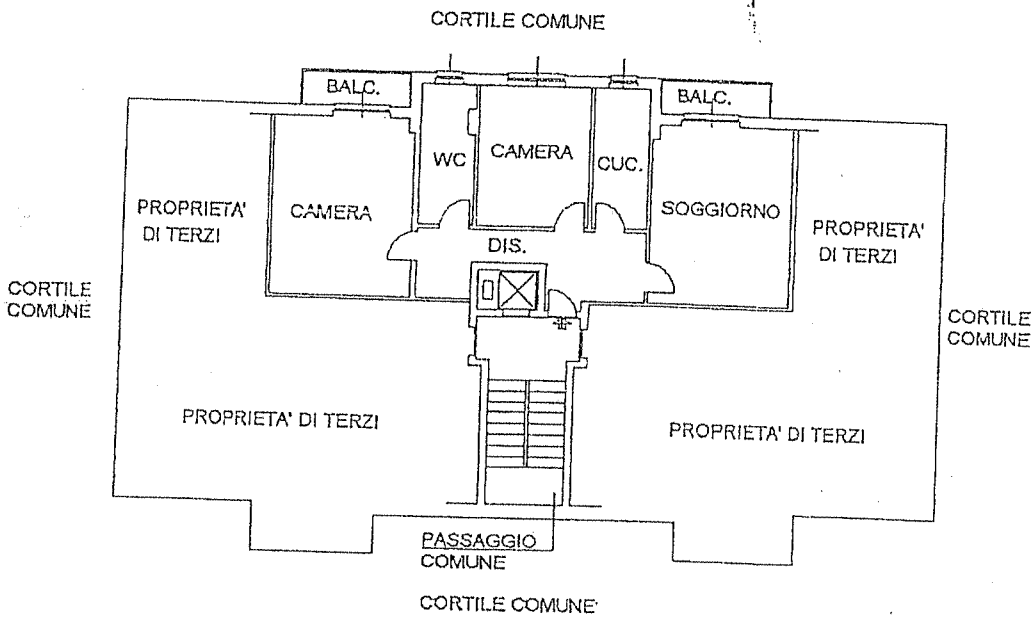 CORTILE COMUNE
BALC.
BALC.
WC
CAMERA
CUC.
PROPRIETA'
DI TERZI
CAMERA
SOGGIORNO
PROPRIETA'
DI TERZI
DIS.
CORTILE
COMUNE
CORTILE
COMUNE
PROPRIETA' DI TERZI
PROPRIETA' DI TERZI
PASSAGGIO
COMUNE
CORTILE COMUNE